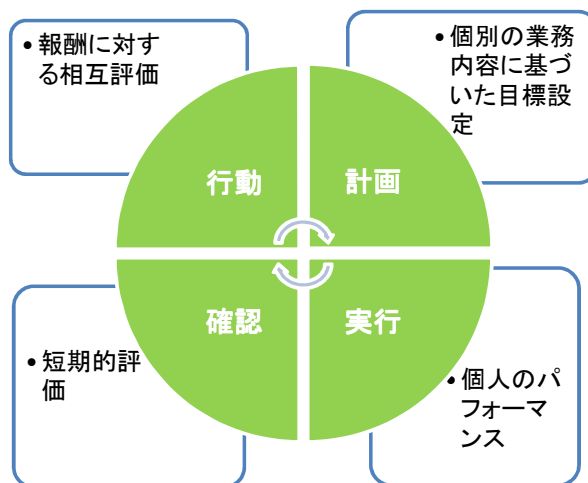 • 報酬に対す
る相互評価
• 個別の業務
内容に基づ
いた目標設
定
行動
計画
確認
実行
• 短期的評
価
• 個人のパ
フォーマ
ンス